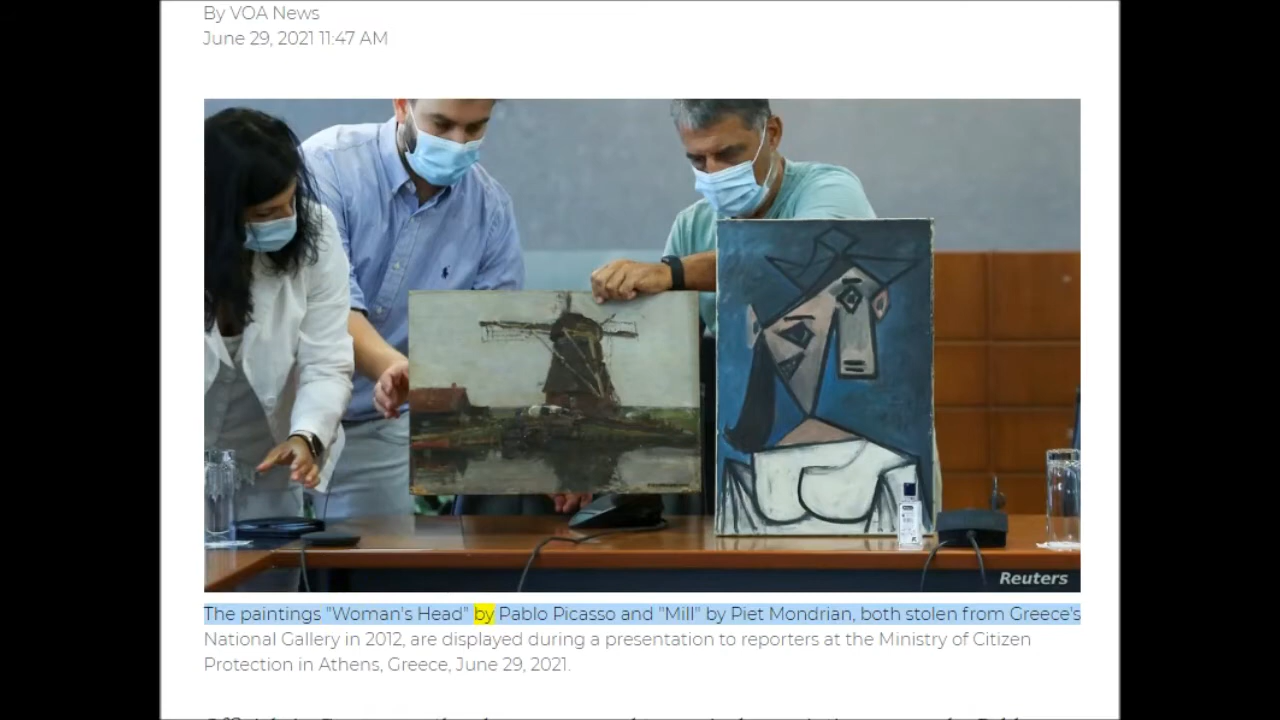 By VOA News
June 29, 2021 11:47 AM
Reuters
The paintings "Woman's Head" by Pablo Picasso and "Mill" by Piet Mondrian, both stolen from Greece's
National Gallery in 2012, are displayed during a presentation to reporters at the Ministry of Citizen
Protection in Athens, Greece, June 29, 2021.